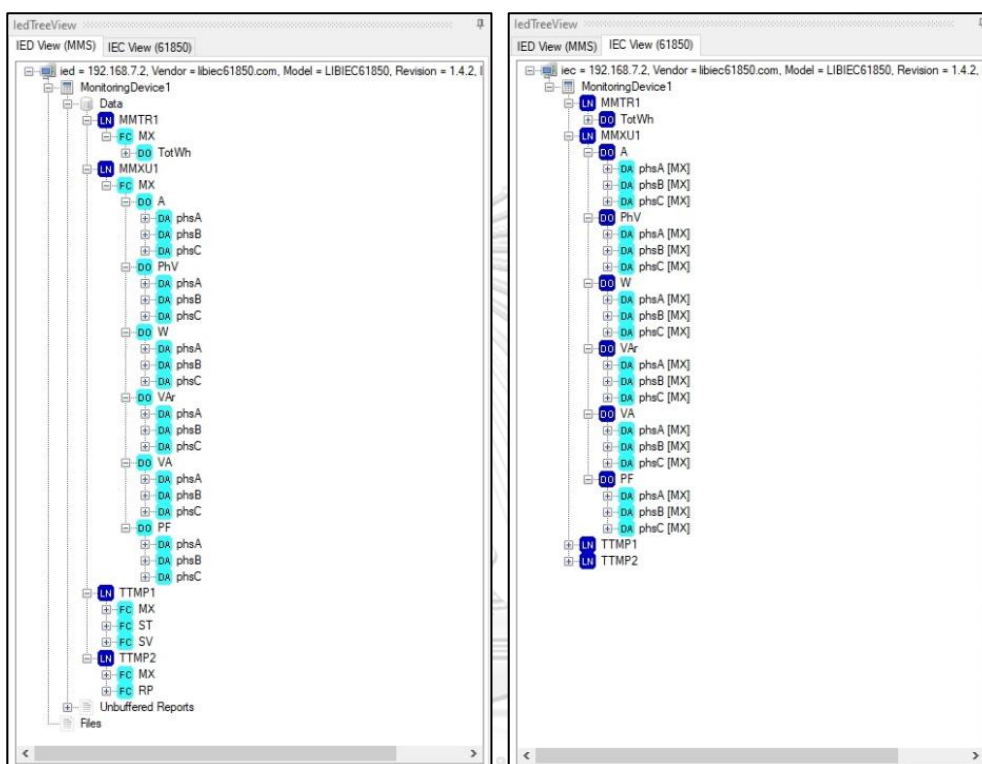 IedTreeView
IED View (MMS) IEC View (61850)
ied = 192.168.7.2, Vendor = libiec61850.com, Model = LIBIEC61850, Revision = 1.4.2, I
MonitoringDevice1
Data
LN MMTR1
FC MX
DO TotWh
LN MMXU1
FC MX
DO A
DA phsA
DA phsB
DA phsC
DO PhV
DA phsA
DA phsB
DA phsC
DO W
DA phsA
DA phsB
DA phsC
DO VAr
DA phsA
DA phsB
DA phsC
DO VA
DA phsA
DA phsB
DA phsC
DO PF
DA phsA
DA phsB
DA phsC
LN TTMP1
FC MX
FC ST
FC SV
LN TTMP2
FC MX
FC RP
Unbuffered Reports
Files
IedTreeView
IED View (MMS) IEC View (61850)
iec = 192.168.7.2, Vendor = libiec61850.com, Model = LIBIEC61850, Revision = 1.4.2,
MonitoringDevice1
LN MMTR1
DO TotWh
LN MMXU1
DO A
DA phsA [MX]
DA phsB [MX]
DA phsC [MX]
DO PhV
DA phsA [MX]
DA phsB [MX]
DA phsC [MX]
DO W
DA phsA [MX]
DA phsB [MX]
DA phsC [MX]
DO VAr
DA phsA [MX]
DA phsB [MX]
DA phsC [MX]
DO VA
DA phsA [MX]
DA phsB [MX]
DA phsC [MX]
DO PF
DA phsA [MX]
DA phsB [MX]
DA phsC [MX]
LN TTMP1
LN TTMP2